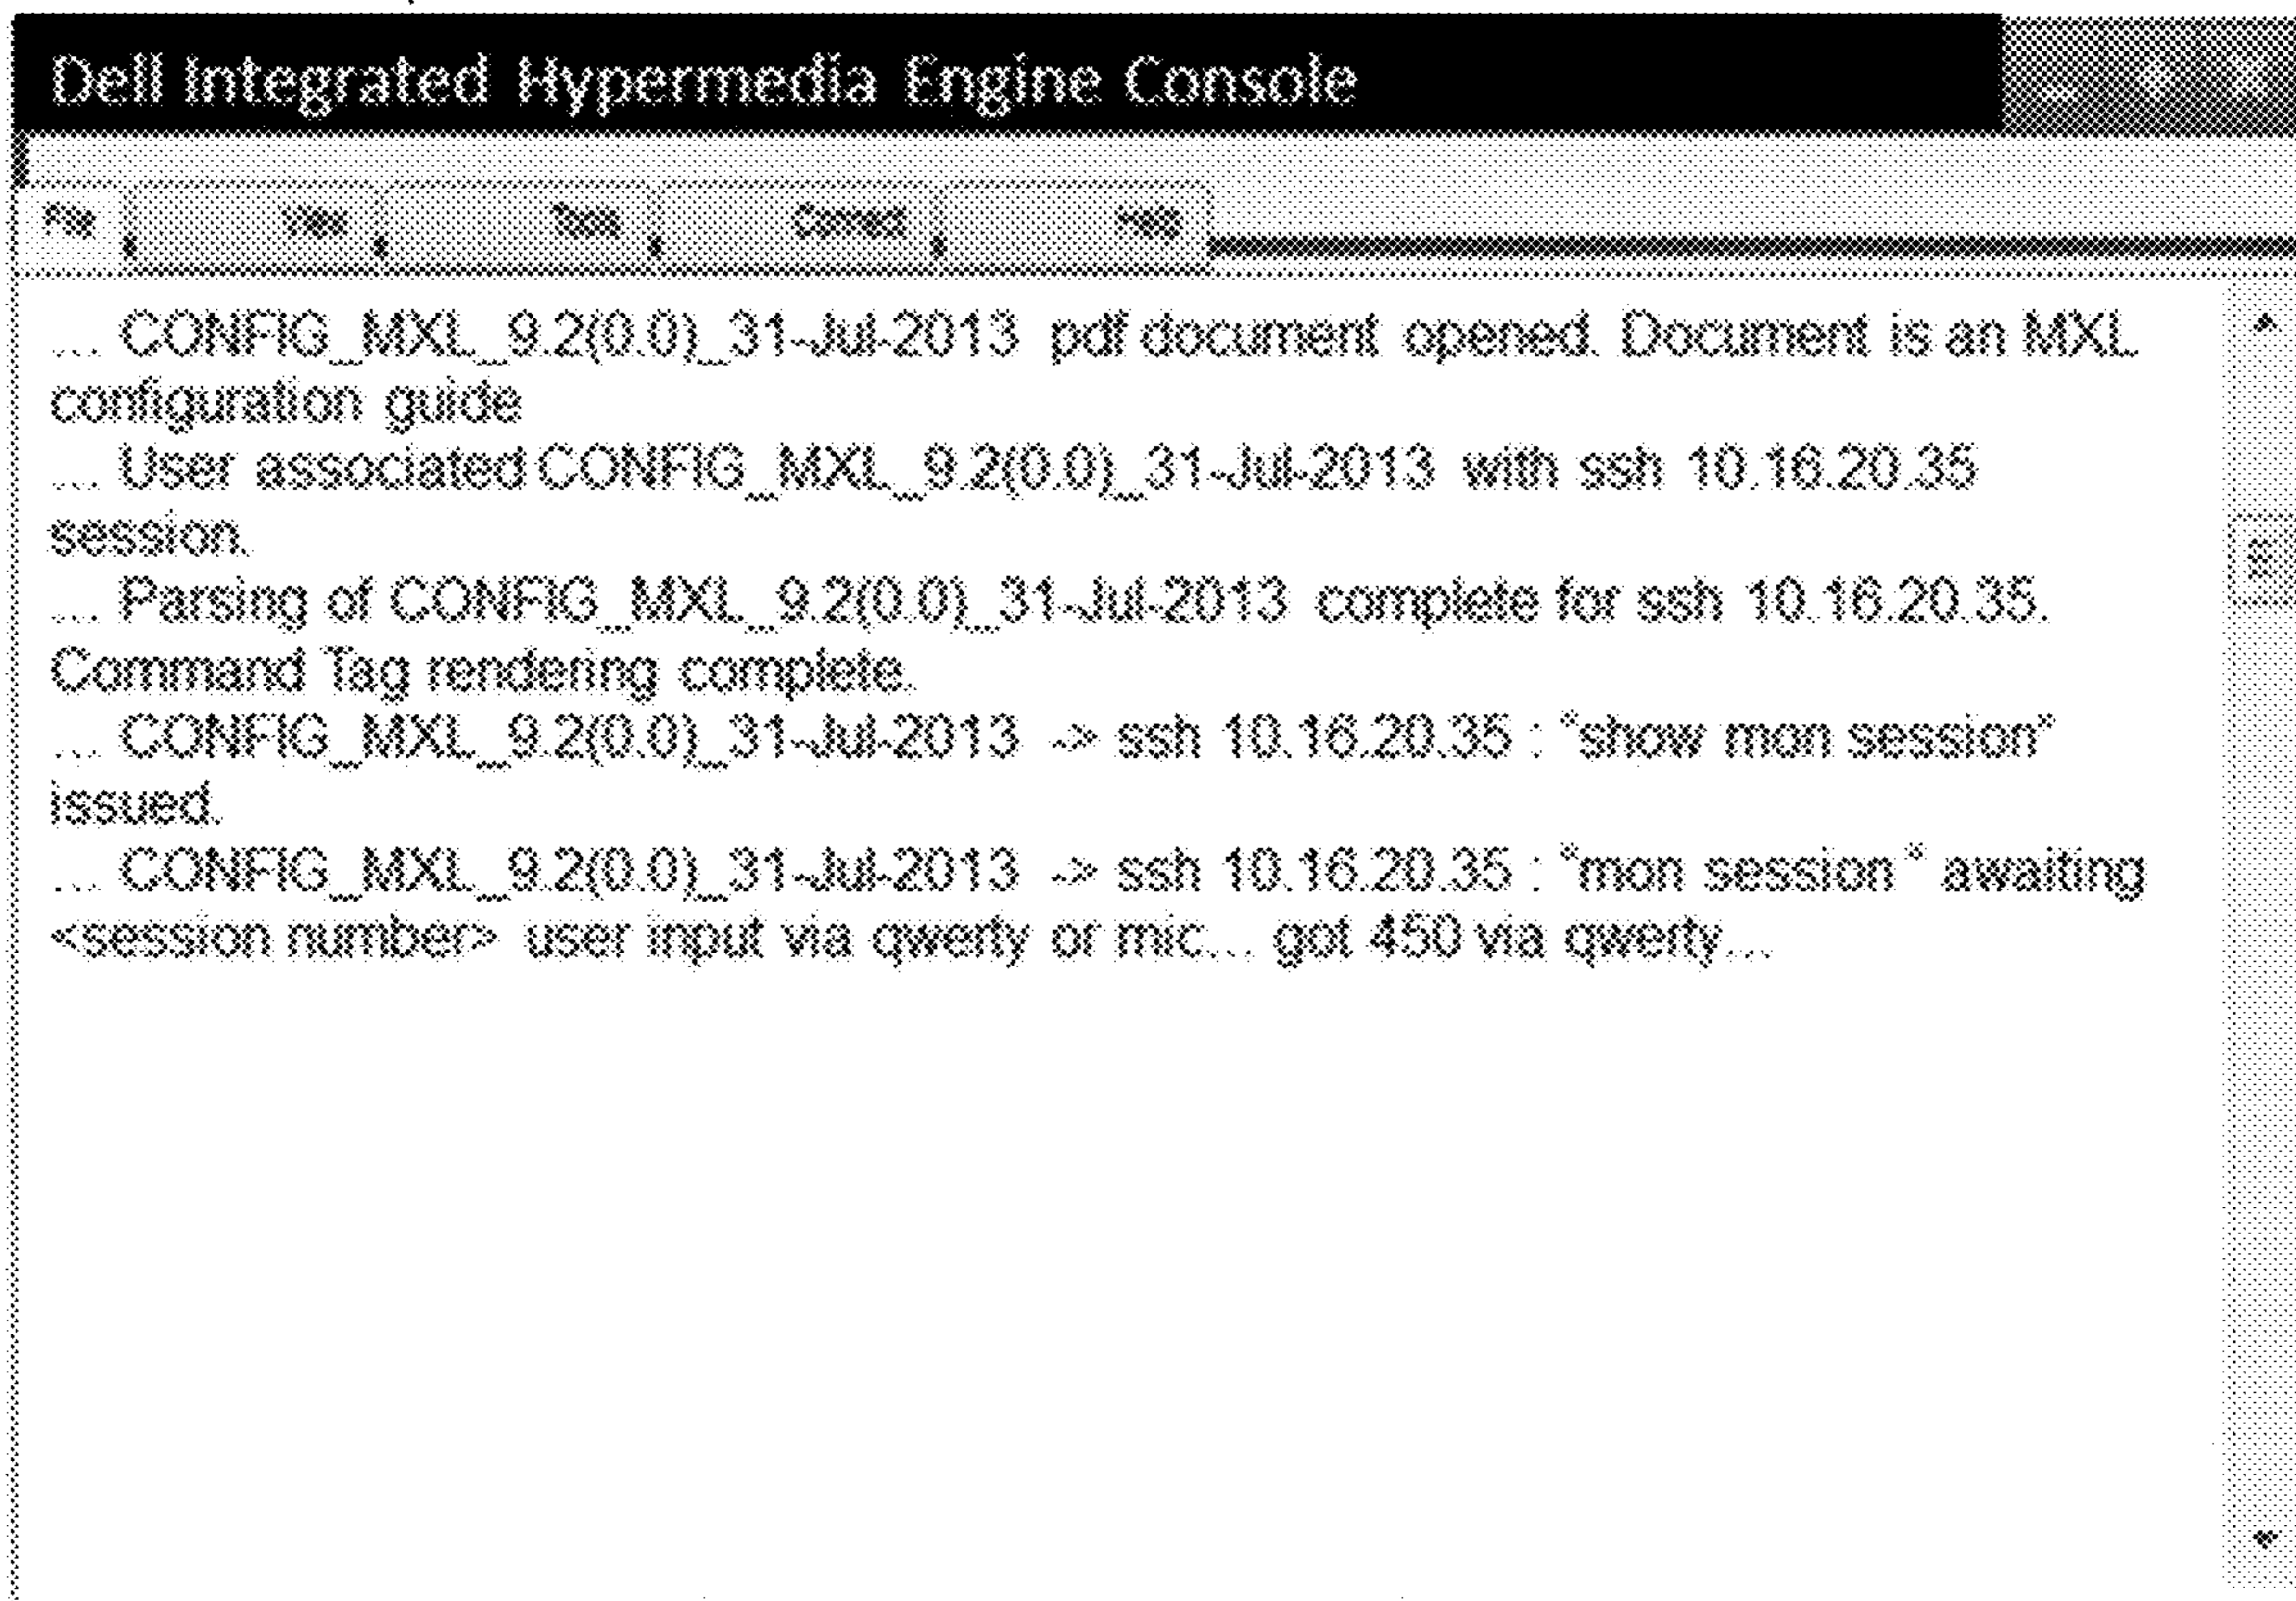 Dell Integrated Hypermedia Engine Console
File View Tools Connect Help
... CONFIG_MXL_9.2(0.0)_31-Jul-2013 pdf document opened. Document is an MXL
configuration guide
... User associated CONFIG_MXL_9.2(0.0)_31-Jul-2013 with ssh 10.16.20.35
session.
... Parsing of CONFIG_MXL_9.2(0.0)_31-Jul-2013 complete for ssh 10.16.20.35.
Command Tag rendering complete.
... CONFIG_MXL_9.2(0.0)_31-Jul-2013 -> ssh 10.16.20.35 : "show mon session"
issued.
... CONFIG_MXL_9.2(0.0)_31-Jul-2013 -> ssh 10.16.20.35 : "mon session " awaiting
<session number> user input via qwerty or mic... got 450 via qwerty...